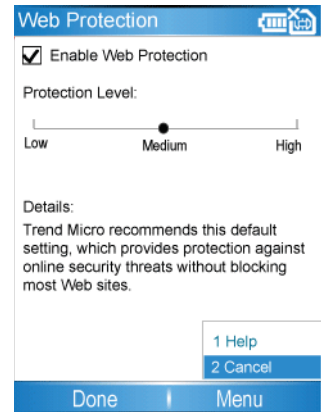 Web Protection
Enable Web Protection
Protection Level:
Low Medium High
Details:
Trend Micro recommends this default
setting, which provides protection against
online security threats without blocking
most Web sites.
1 Help
2 Cancel
Done Menu